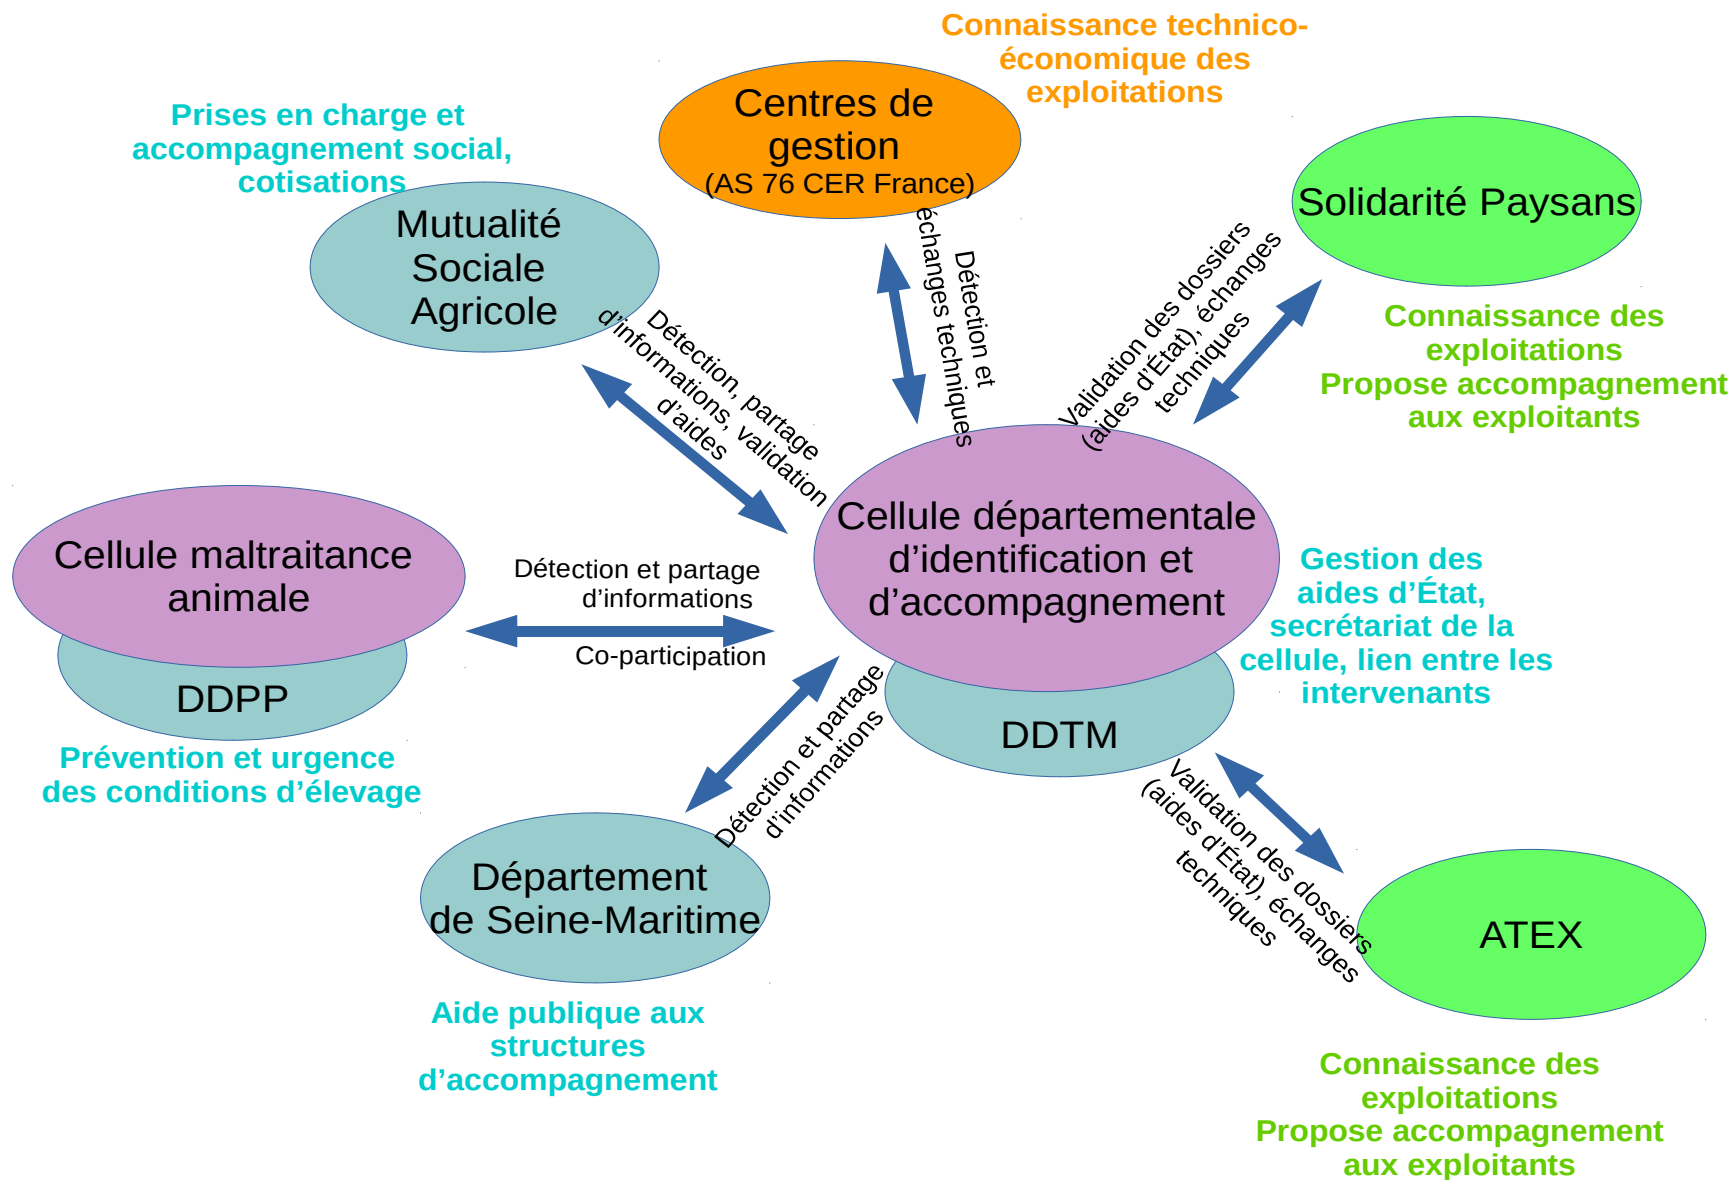 Connaissance technico-
économique des
exploitations
Centres de
gestion
(AS 76 CER France)
Prises en charge et
accompagnement social,
cotisations
Mutualité
Sociale
Agricole
Solidarité Paysans
Connaissance des
exploitations
Propose accompagnement
aux exploitants
Détection, partage
d'informations, validation
d'aides
Détection et
échanges techniques
Validation des dossiers
(aides d'État), échanges
techniques
Cellule maltraitance
animale
DDPP
Prévention et urgence
des conditions d'élevage
Détection et partage
d'informations
Co-participation
Cellule départementale
d'identification et
d'accompagnement
DDTM
Gestion des
aides d'État,
secrétariat de la
cellule, lien entre les
intervenants
Détection et partage
d'informations
Département
de Seine-Maritime
Aide publique aux
structures
d'accompagnement
Validation des dossiers
(aides d'État), échanges
techniques
ATEX
Connaissance des
exploitations
Propose accompagnement
aux exploitants